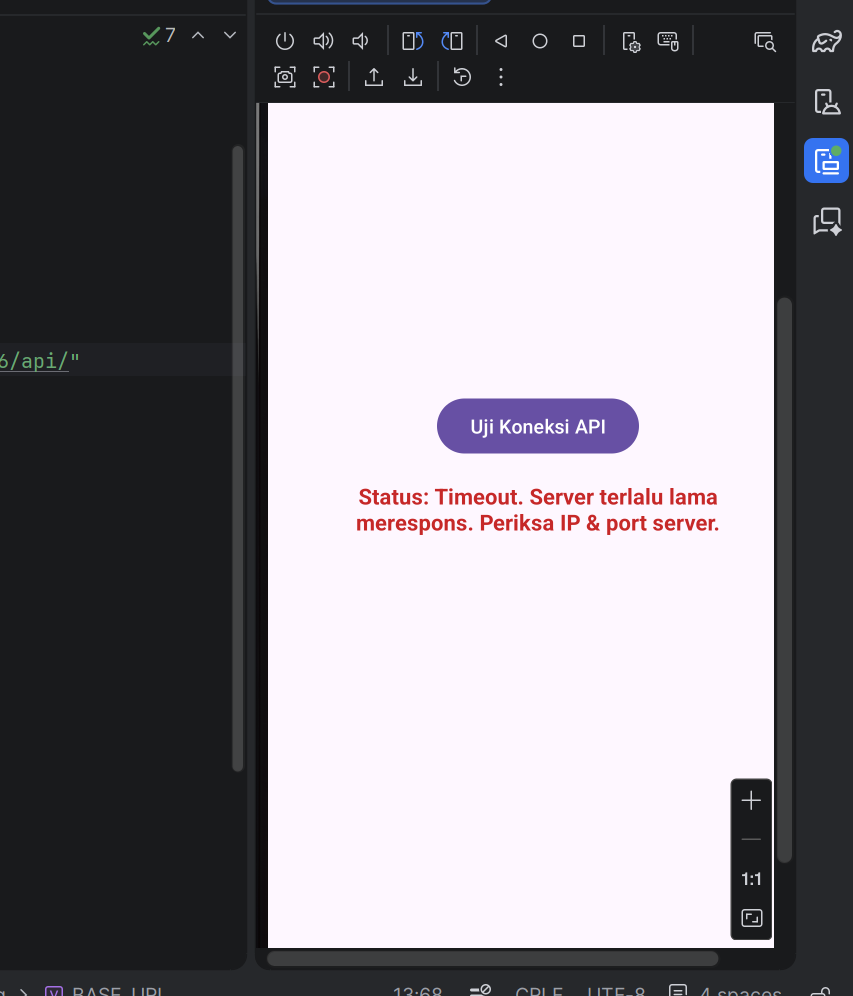 7
6/api/"
Uji Koneksi API
Status: Timeout. Server terlalu lama
merespons. Periksa IP & port server.
1:1
BASE_URL
13:68
CRLF
UTF-8
4 spaces